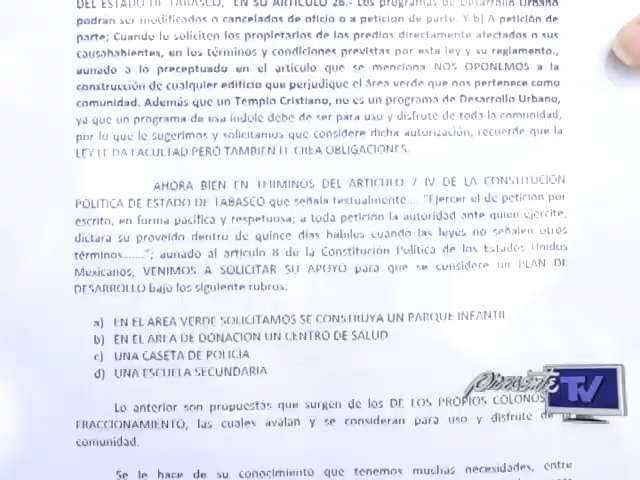 DEL ESTADO DE TABASCO, EN SU ARTICULO 26.- Los programas de Desarrollo Urbano
podrán ser modificados o cancelados de oficio o a petición de parte. Y b) A petición de
parte; Cuando lo soliciten los propietarios de los predios directamente afectados o sus
causahabientes, en los términos y condiciones previstas por esta ley y su reglamento.,
aunado a lo preceptuado en el articulo que se menciona NOS OPONEMOS a la
construcción de cualquier edificio que perjudique el área verde que nos pertenece como
comunidad. Además que un Templo Cristiano, no es un programa de Desarrollo Urbano,
ya que un programa de esa índole debe de ser para uso y disfrute de toda la comunidad,
por lo que le sugerimos y solicitamos que considere dicha autorización, recuerde que la
LEY LE DA FACULTAD PERO TAMBIEN LE CREA OBLIGACIONES.
AHORA BIEN EN TERMINOS DEL ARTICULO 7 IV DE LA CONSTITUCION
POLITICA DE ESTADO DE TABASCO que señala textualmente.... "Ejercer el de petición por
escrito, en forma pacífica y respetuosa; a toda petición la autoridad ante quien ejercite,
dictara su proveído dentro de quince días hábiles cuando las leyes no señalen otros
términos.......”; aunado al articulo 8 de la Constitución Política de los Estados Unidos
Mexicanos, VENIMOS A SOLICITAR SU APOYO para que se considere un PLAN DE
DESARROLLO bajo los siguiente rubros:
a) EN EL AREA VERDE SOLICITAMOS SE CONSTRUYA UN PARQUE INFANTIL
b) EN EL AREA DE DONACION UN CENTRO DE SALUD
c) UNA CASETA DE POLICÍA
d) UNA ESCUELA SECUNDARIA
Presente TV
Lo anterior son propuestas que surgen de los DE LOS PROPIOS COLONOS
FRACCIONAMIENTO, las cuales avalan y se consideran para uso y disfrute de la
comunidad.
Se le hace de su conocimiento que tenemos muchas necesidades, entre